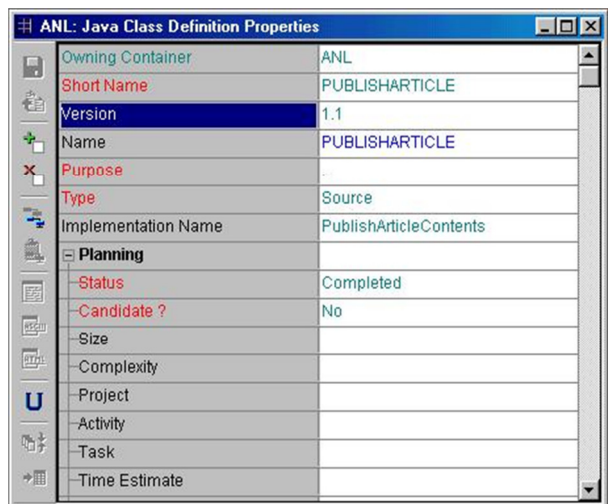 ANL: Java Class Definition Properties
Owning Container ANL
Short Name PUBLISHARTICLE
Version 1.1
Name PUBLISHARTICLE
Purpose .
Type Source
Implementation Name PublishArticleContents
Planning
Status Completed
Candidate ? No
Size
Complexity
Project
Activity
Task
Time Estimate
U